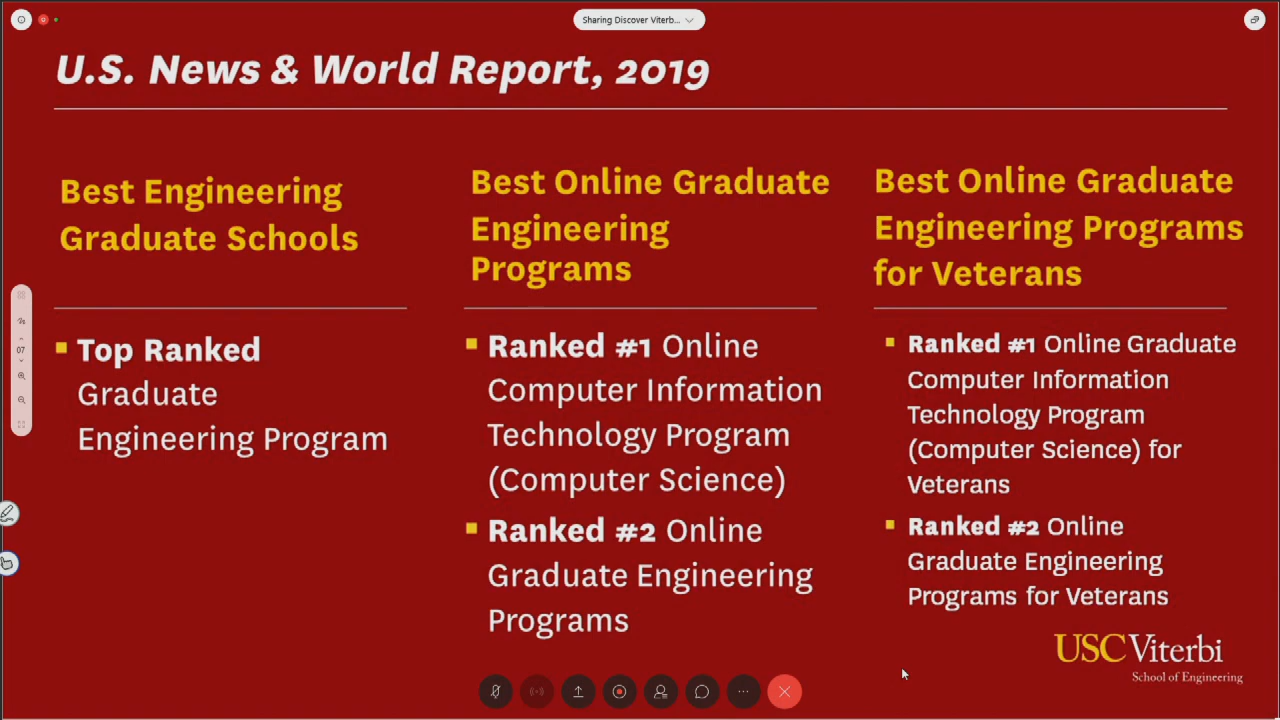 Sharing Discover Viterb...
U.S. News & World Report, 2019
Best Engineering
Graduate Schools
Top Ranked
Graduate
Engineering Program
Best Online Graduate
Engineering
Programs
Ranked #1 Online
Computer Information
Technology Program
(Computer Science)
Ranked #2 Online
Graduate Engineering
Programs
Best Online Graduate
Engineering Programs
for Veterans
Ranked #1 Online Graduate
Computer Information
Technology Program
(Computer Science) for
Veterans
Ranked #2 Online
Graduate Engineering
Programs for Veterans
07
USC Viterbi
School of Engineering